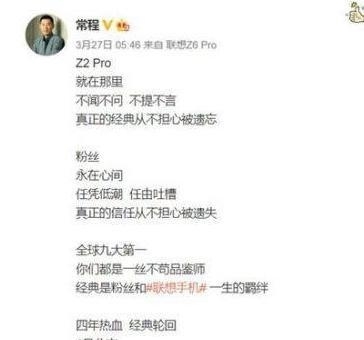 常程
3月27日 05:46 来自 联想Z6 Pro
Z2 Pro
就在那里
不闻不问 不提不言
真正的经典从不担心被遗忘
粉丝
永在心间
任凭低潮 任由吐槽
真正的信任从不担心被遗失
全球九大第一
你们都是一丝不苟品鉴师
经典是粉丝和#联想手机# 一生的羁绊
四年热血 经典轮回